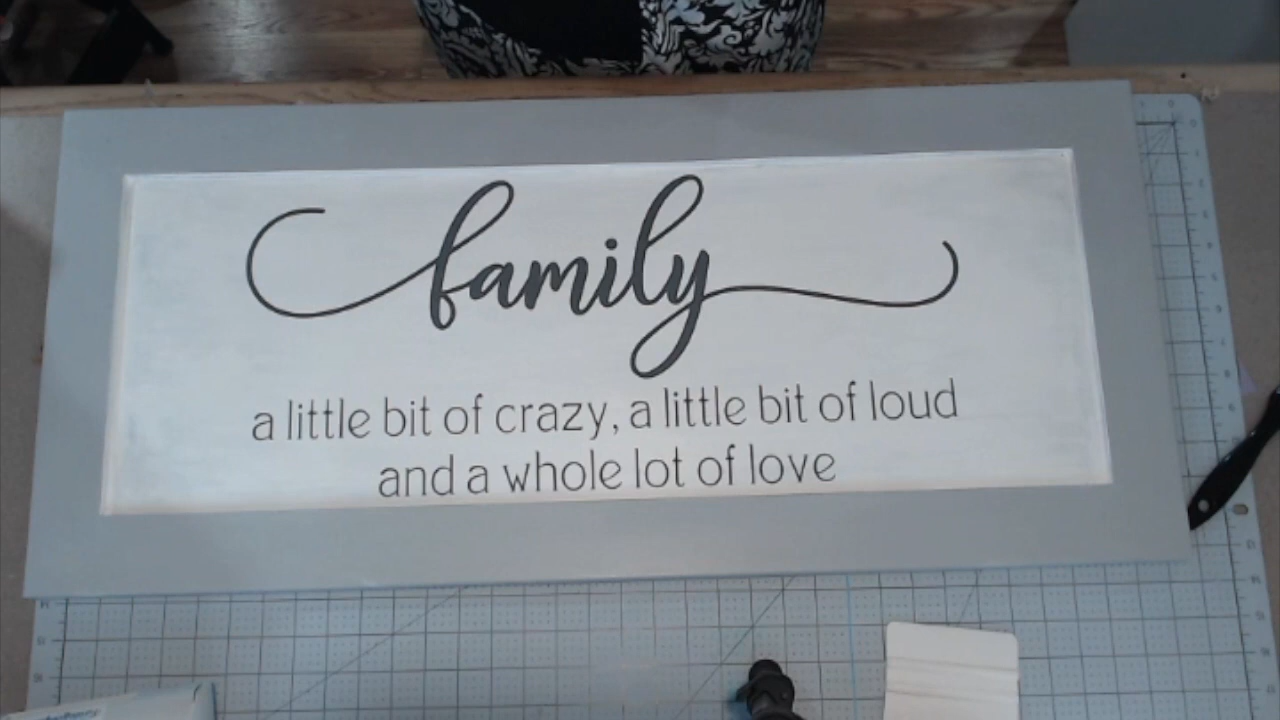 family
a little bit of crazy, a little bit of loud
and a whole lot of love